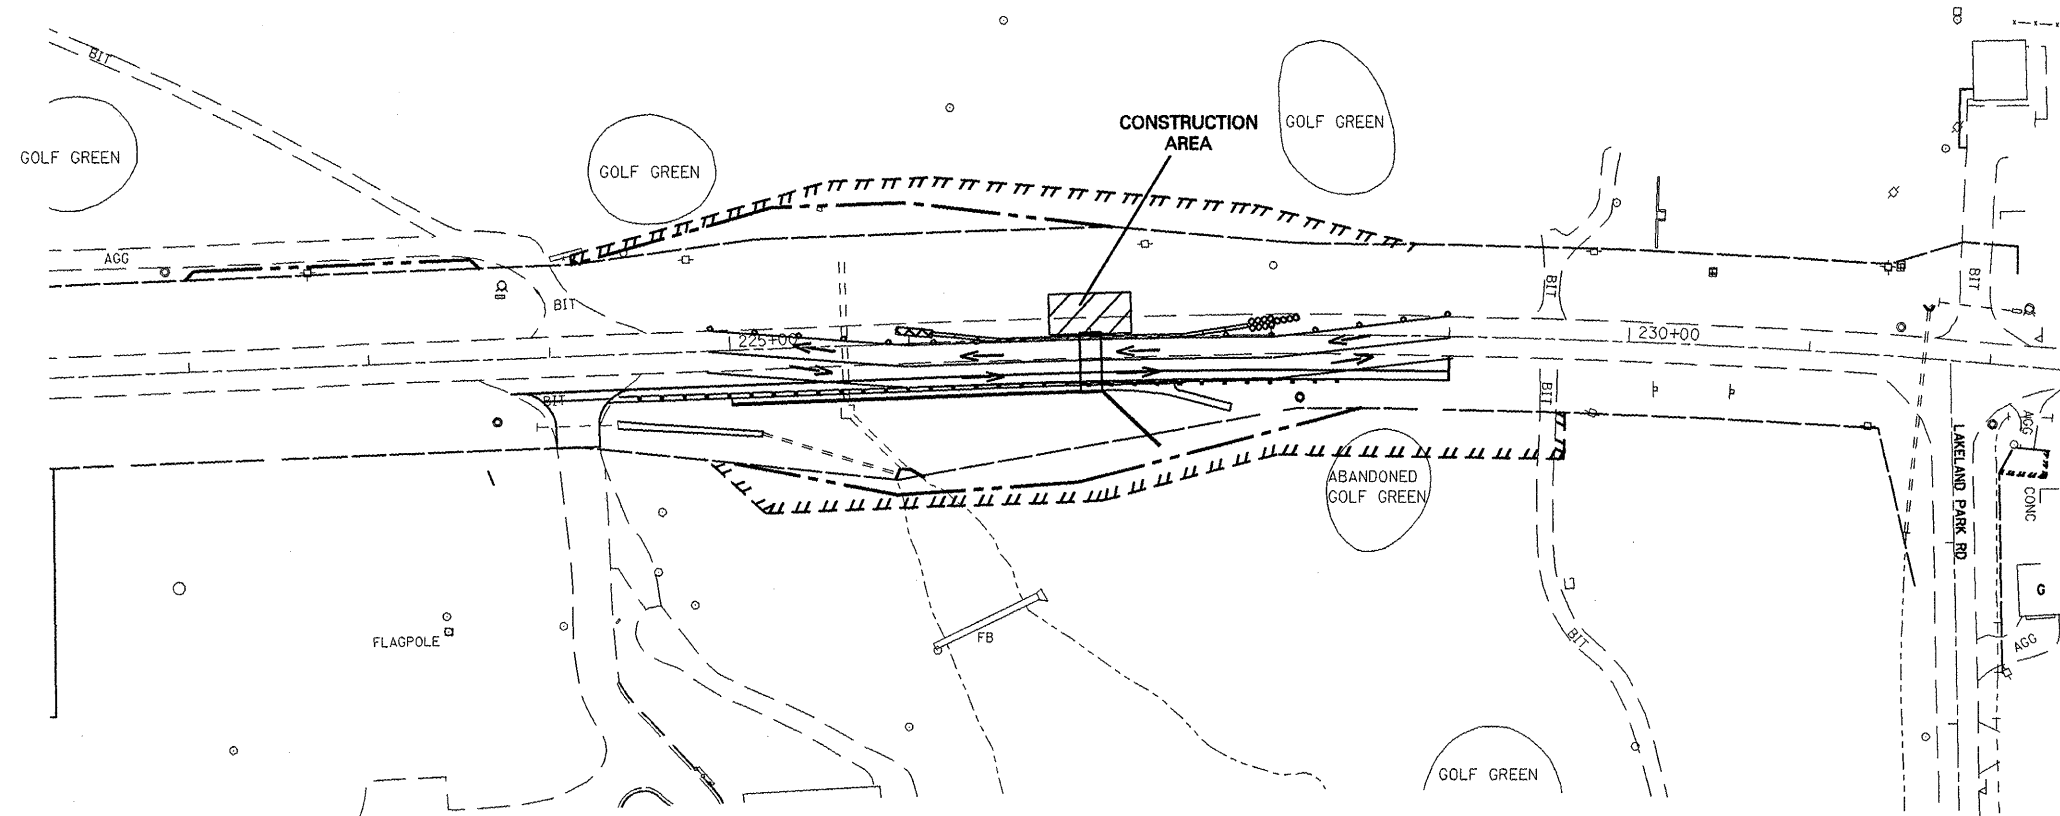 BIT
GOLF GREEN
GOLF GREEN
GOLF GREEN
CONSTRUCTION
AREA
AGG
BIT
BIT
BIT
225+00
230+00
BIT
BIT
AGG
LAKELAND PARK RD
CONC
ABANDONED
GOLF GREEN
G
FLAGPOLE
FB
BIT
AGG
GOLF GREEN